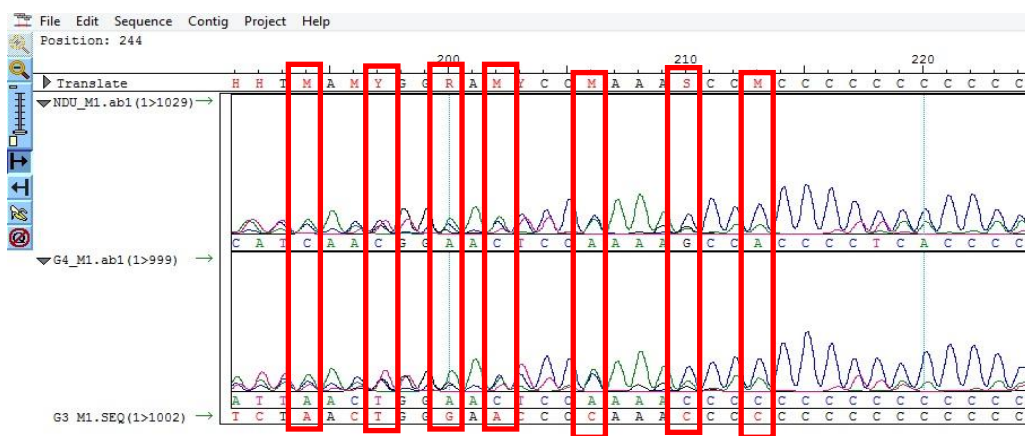 File Edit Sequence Contig Project Help
Position: 244
200 210 220
Translate H H T M A M Y G G R A M Y C C M A A A S C C M C C C C C C C C C C C
NDU_M1.ab1(1>1029)
C A T C A A C G G A A C T C C A A A A G C C A C C C C T C A C C C C
G4_M1.ab1(1>999)
A T T A A C T G G A A C T C C A A A A C C C C C C C C C C C C C C C
G3 M1.SEQ(1>1002) T C T A A C T G G G A A C C C C A A A C C C C C C C C C C C C C C C